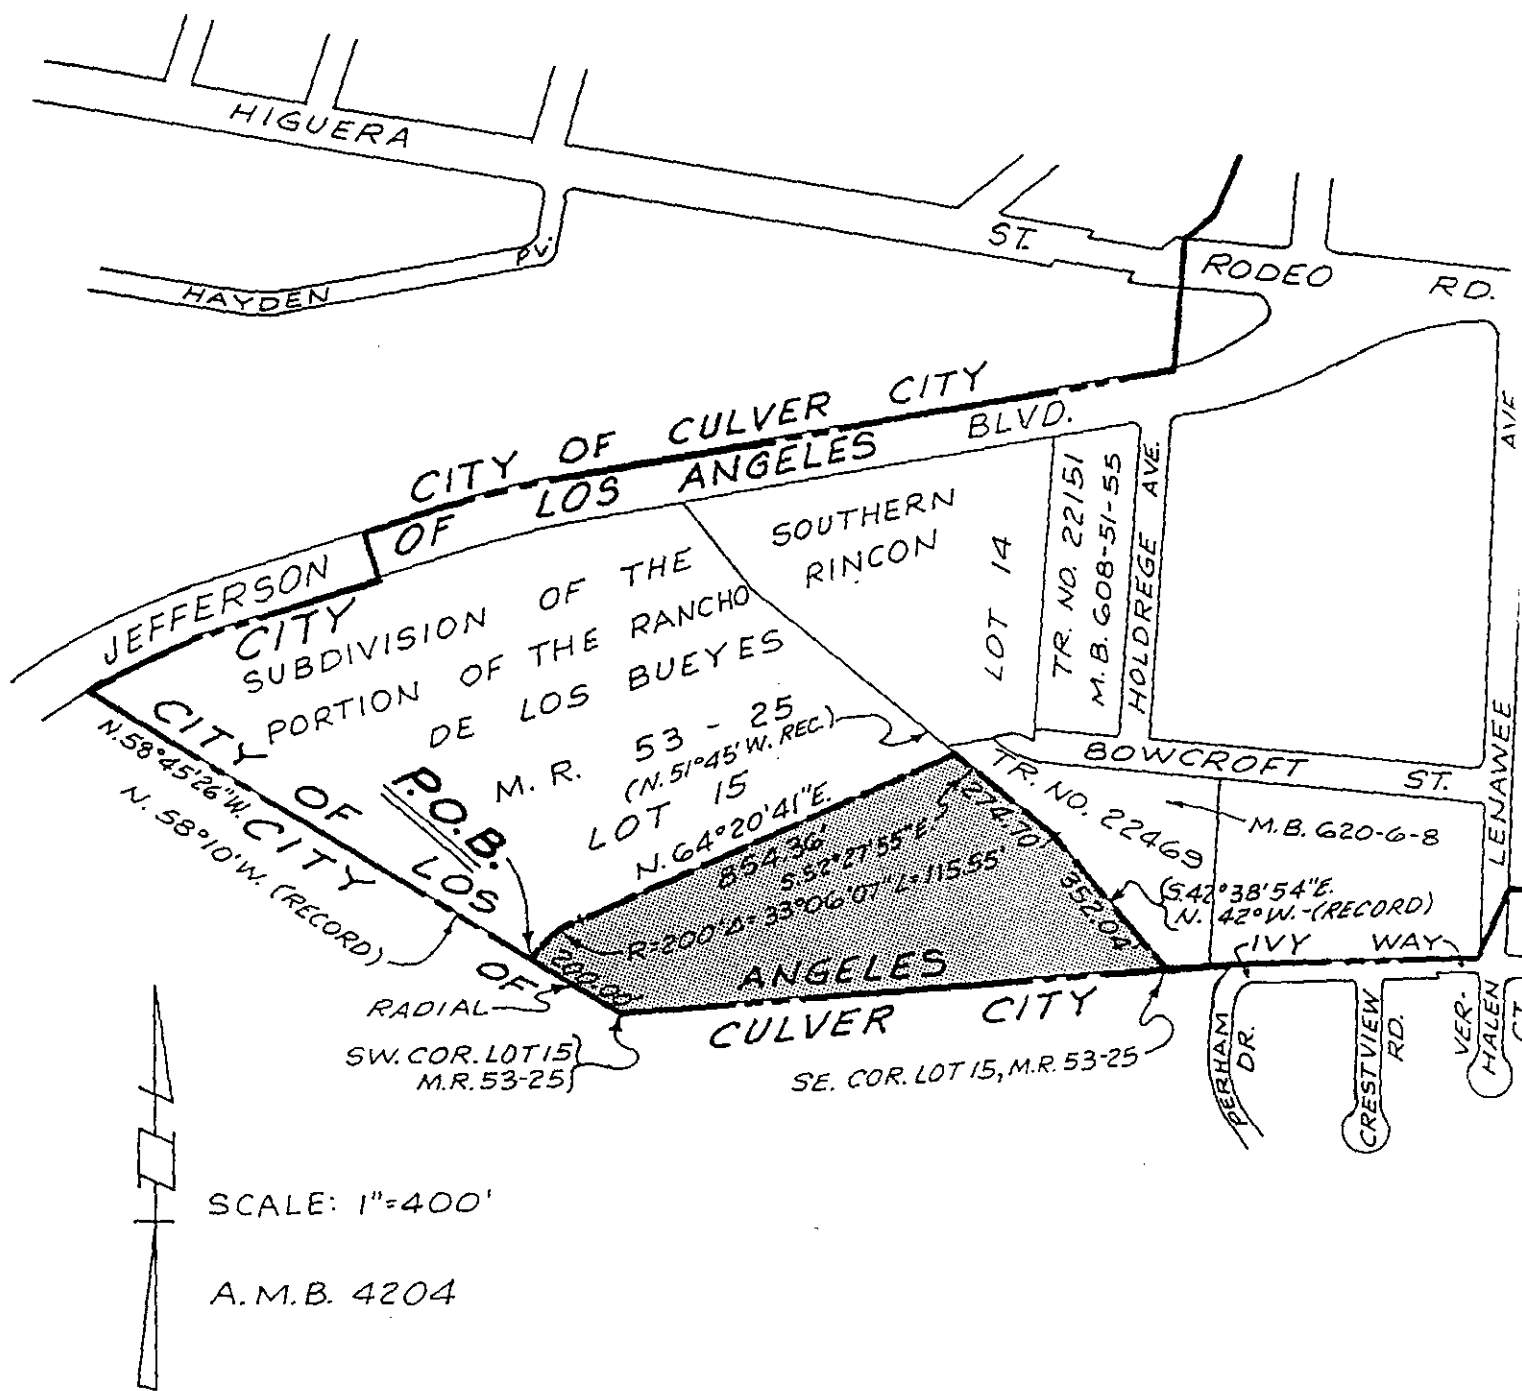 HIGUERA
ST.
RODEO
RD.
HAYDEN
PV.
AVE
CITY OF CULVER CITY
CITY OF LOS ANGELES
JEFFERSON
BLVD.
SUBDIVISION OF THE SOUTHERN
PORTION OF THE RANCHO RINCON
DE LOS BUEYES
M. R. 53 - 25
(N. 51°45' W. REC.)
LOT 15
LOT 14
TR. NO. 22151
M. B. 608-51-55
HOLDREGE AVE.
BOWCROFT ST.
LENAWEE
TR. NO. 22469
M.B. 620-6-8
CITY OF LOS ANGELES
CITY OF CULVER CITY
N. 58°45'26"W.
N. 58°10' W. (RECORD)
P.O.B.
N. 64°20'41"E.
854.36'
S.52°27'55"E.
274.70'
R=200' Δ=33°06'07" L=115.55'
352.04'
S.42°38'54"E.
N. 42° W. - (RECORD)
200.00'
RADIAL
SW. COR. LOT 15
M.R. 53-25
SE. COR. LOT 15, M.R. 53-25
IVY WAY
PERHAM
DR.
CRESTVIEW
RD.
VER-
HALEN
CT.
SCALE: 1"=400'
A. M. B. 4204